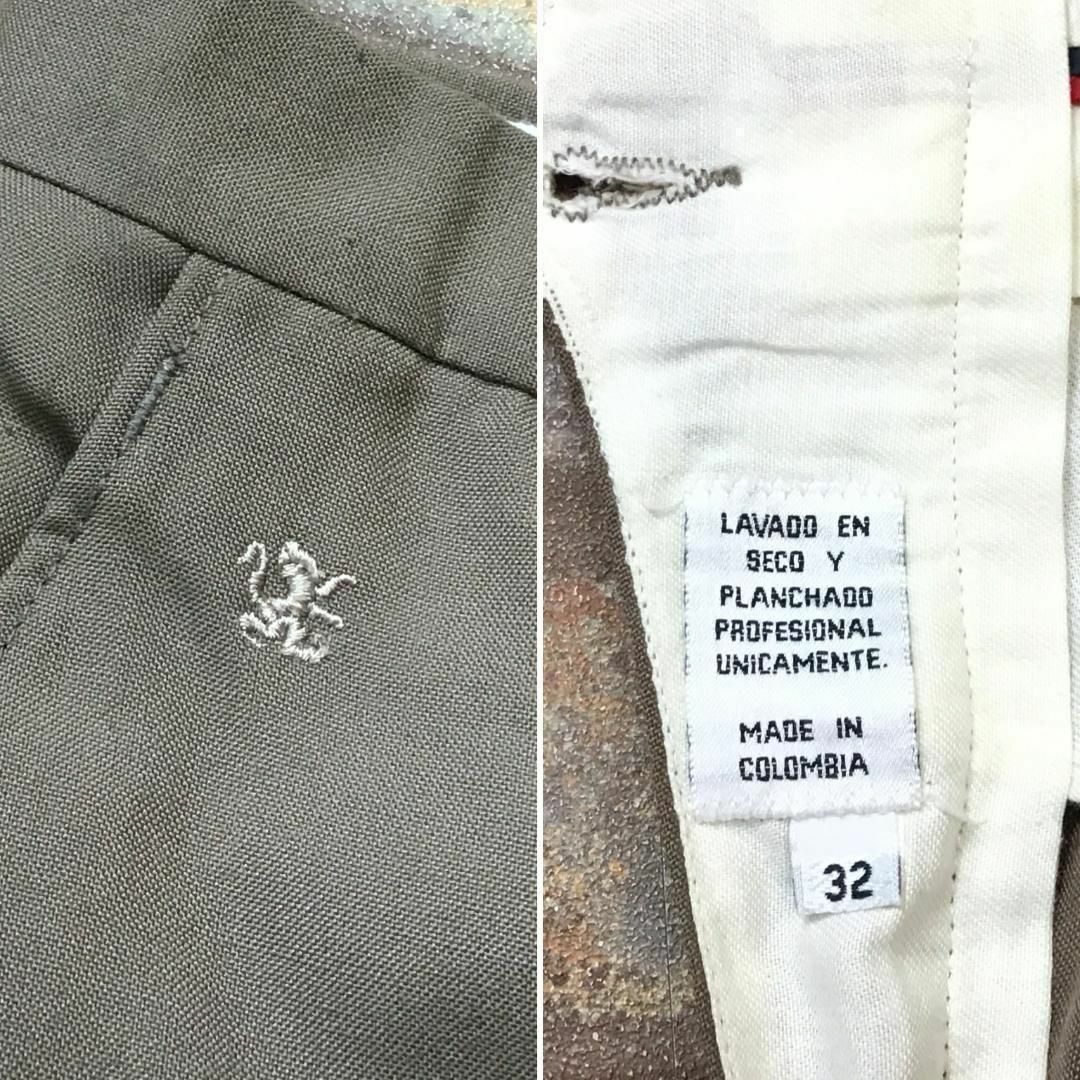 LAVADO EN
SECO Y
PLANCHADO
PROFESIONAL
UNICAMENTE.
MADE IN
COLOMBIA
32